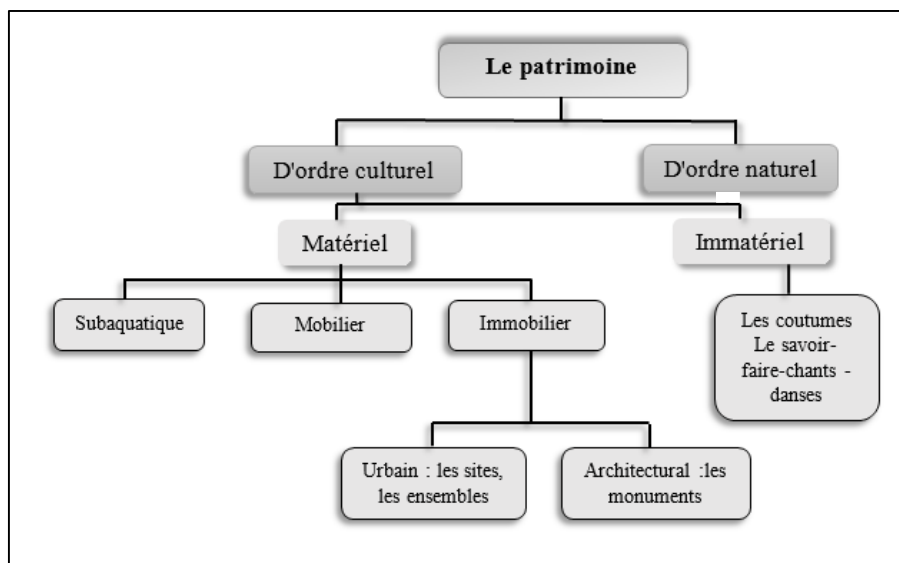 Le patrimoine
D'ordre culturel
D'ordre naturel
Matériel
Immatériel
Subaquatique
Mobilier
Immobilier
Les coutumes
Le savoir-
faire-chants -
danses
Urbain : les sites,
les ensembles
Architectural :les
monuments